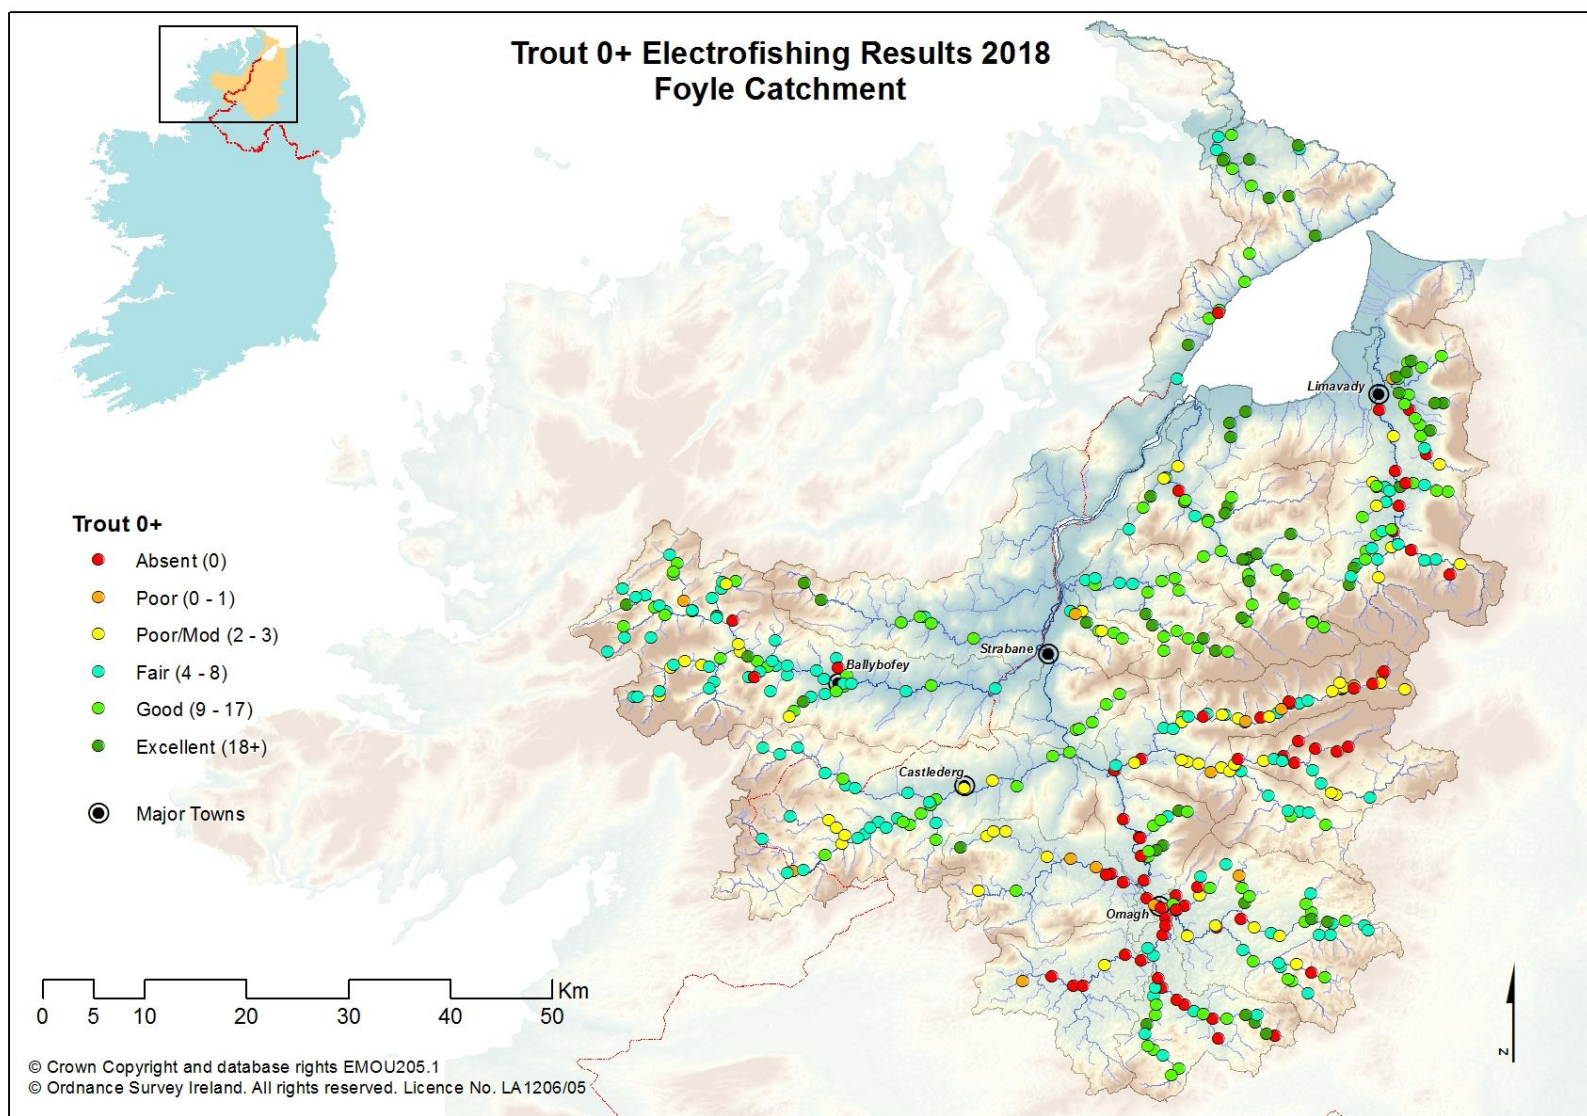 Trout 0+ Electrofishing Results 2018
Foyle Catchment
Limavady
Strabane
Ballybofey
Castlederg
Omagh
Trout 0+
Absent (0)
Poor (0 - 1)
Poor/Mod (2 - 3)
Fair (4 - 8)
Good (9 - 17)
Excellent (18+)
Major Towns
Km
0 5 10 20 30 40 50
N
© Crown Copyright and database rights EMOU205.1
© Ordnance Survey Ireland. All rights reserved. Licence No. LA1206/05